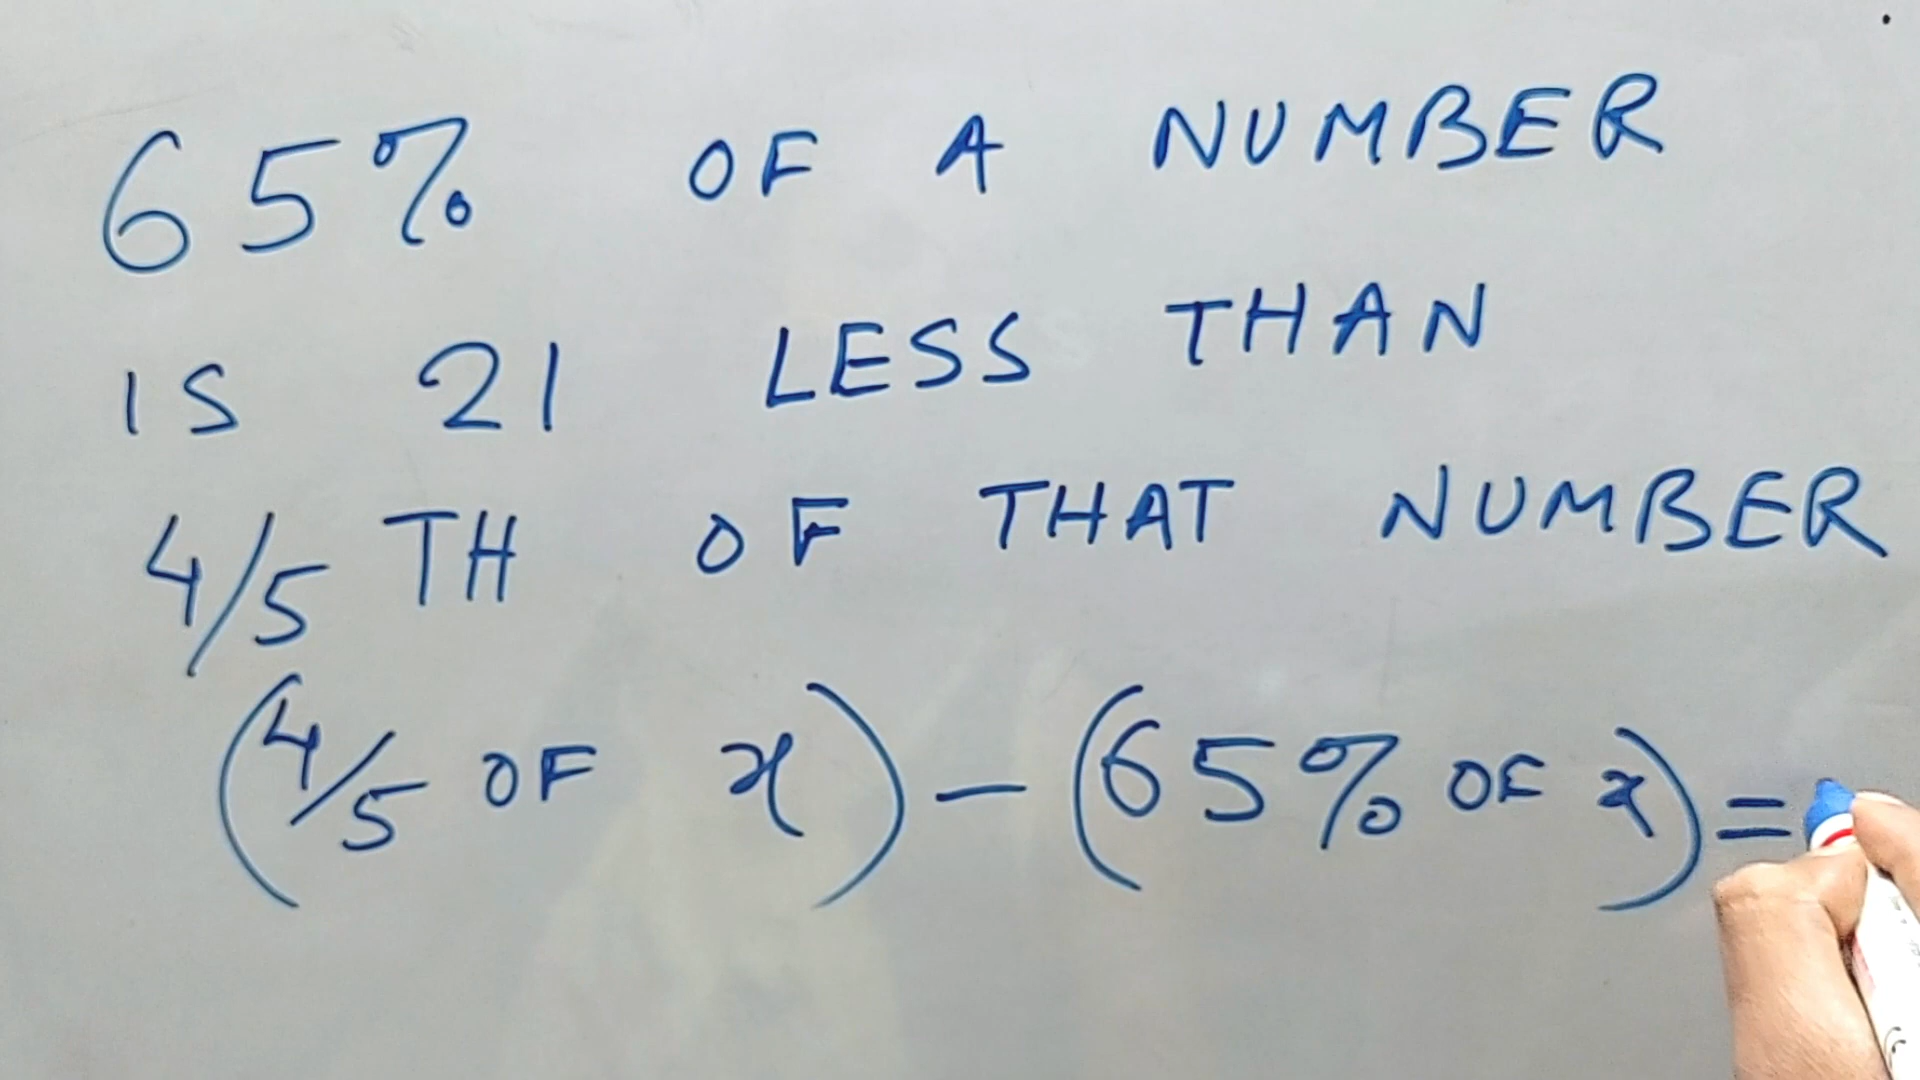 65% OF A NUMBER
IS 21 LESS THAN
4/5 TH OF THAT NUMBER
(4/5 OF x) - (65% OF x) =